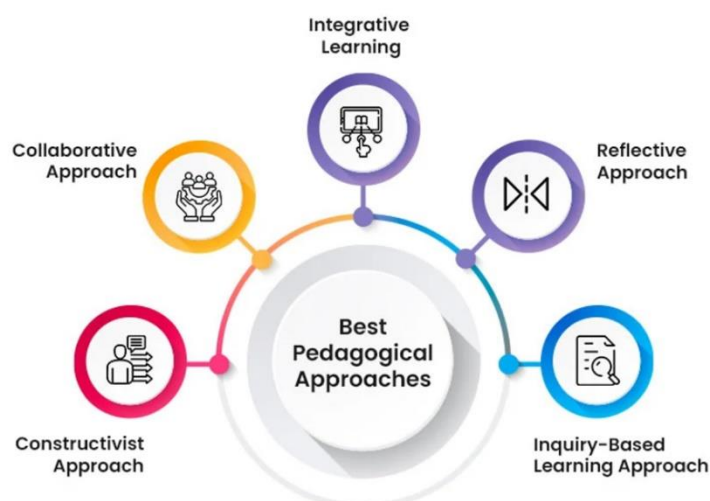 Integrative
Learning
Collaborative
Approach
Reflective
Approach
Best
Pedagogical
Approaches
Constructivist
Approach
Inquiry-Based
Learning Approach